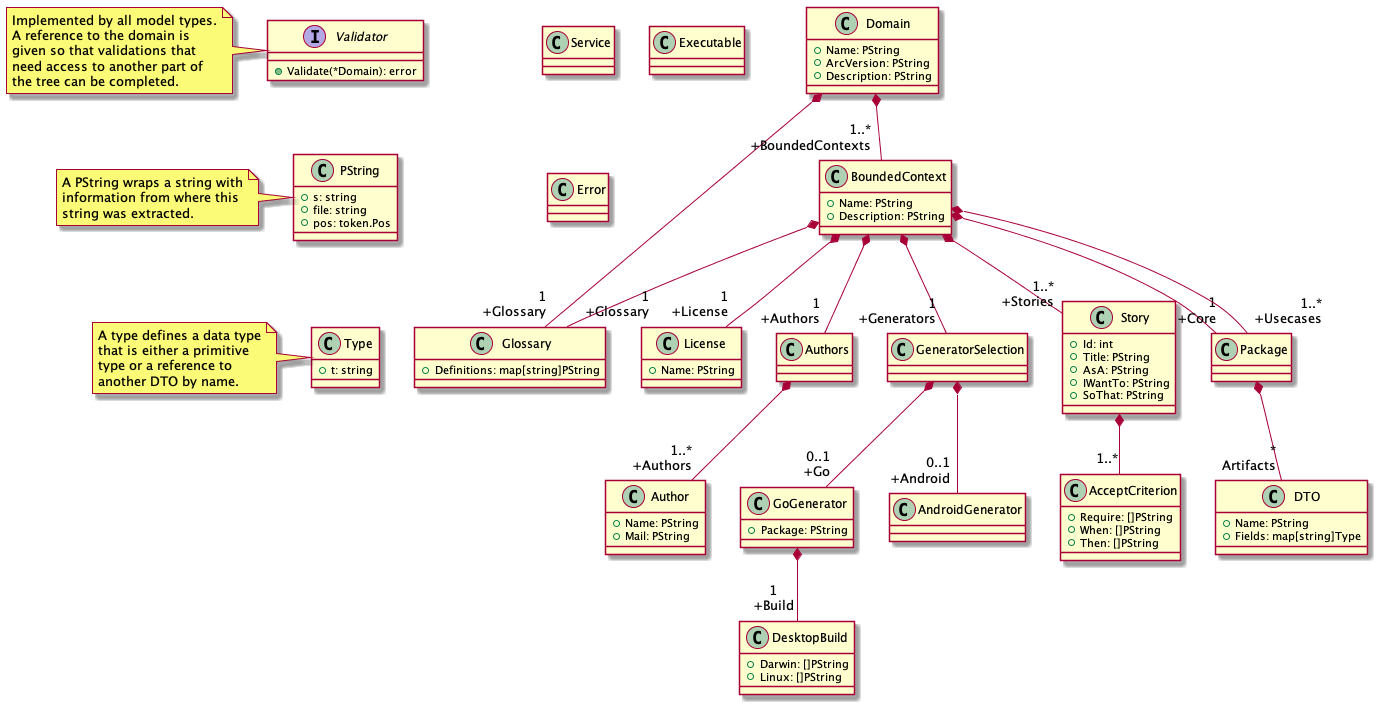 Implemented by all model types.
A reference to the domain is
given so that validations that
need access to another part of
the tree can be completed.
I Validator
Validate(*Domain): error
C Service
C Executable
C Domain
Name: PString
ArcVersion: PString
Description: PString
1..*
+BoundedContexts
A PString wraps a string with
information from where this
string was extracted.
C PString
s: string
file: string
pos: token.Pos
C Error
C BoundedContext
Name: PString
Description: PString
1
+Glossary
1
+Glossary
1
+License
1
+Authors
1
+Generators
1..*
+Stories
1
+Core
1..*
+Usecases
A type defines a data type
that is either a primitive
type or a reference to
another DTO by name.
C Type
t: string
C Glossary
Definitions: map[string]PString
C License
Name: PString
C Authors
C GeneratorSelection
C Story
Id: int
Title: PString
AsA: PString
IWantTo: PString
SoThat: PString
C Package
1..*
+Authors
0..1
+Go
0..1
+Android
1..*
*
Artifacts
C Author
Name: PString
Mail: PString
C GoGenerator
Package: PString
C AndroidGenerator
C AcceptCriterion
Require: []PString
When: []PString
Then: []PString
C DTO
Name: PString
Fields: map[string]Type
1
+Build
C DesktopBuild
Darwin: []PString
Linux: []PString